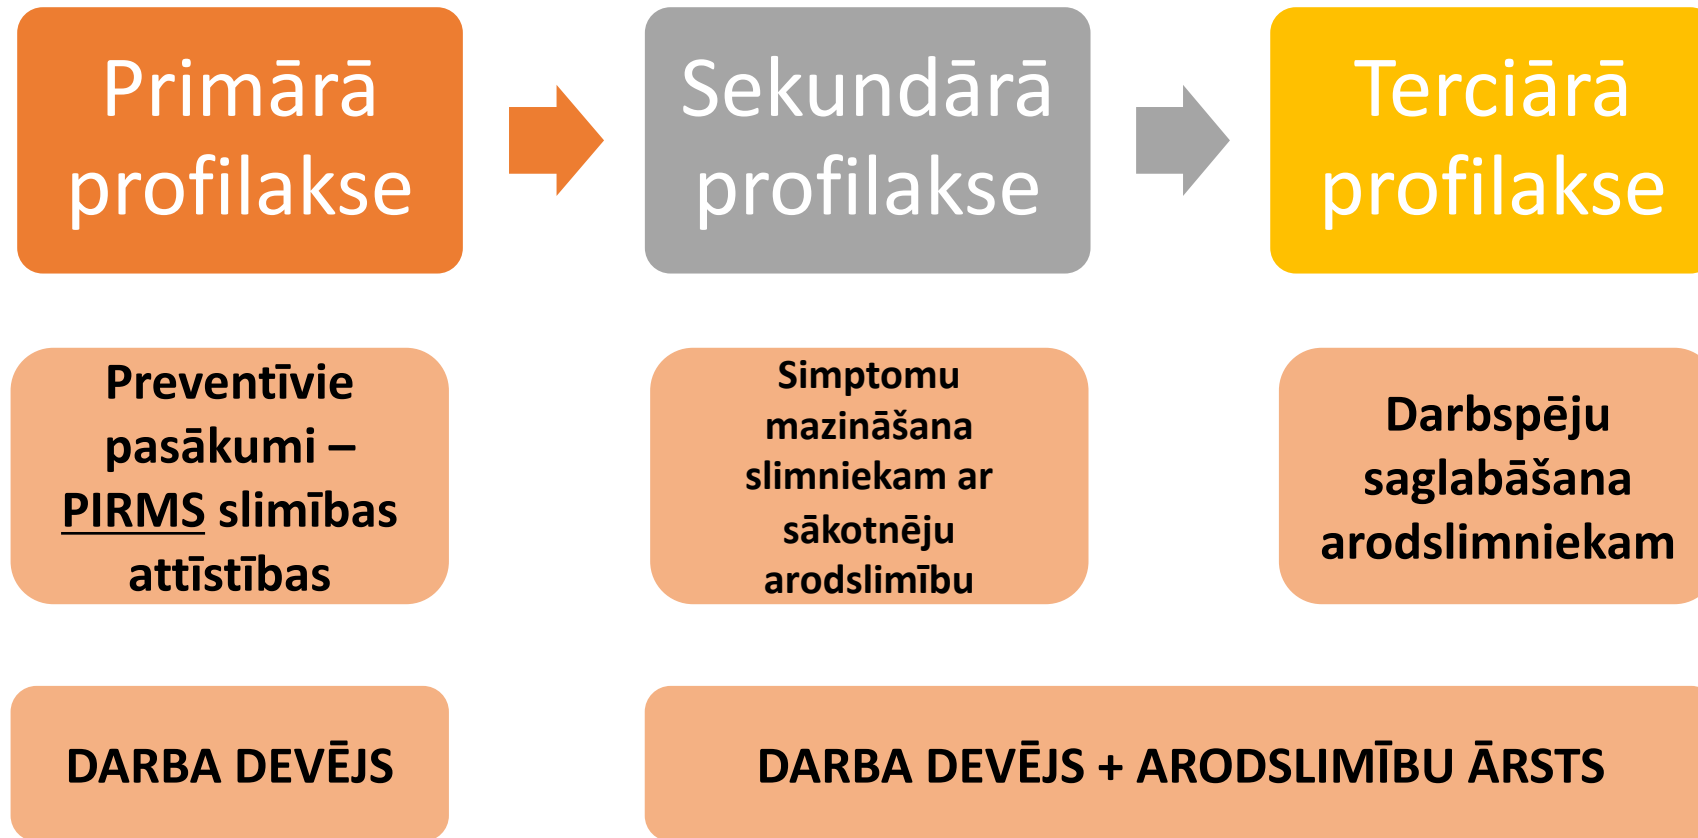 Primārā
profilakse
Sekundārā
profilakse
Terciārā
profilakse
Preventīvie
pasākumi –
PIRMS slimības
attīstības
Simptomu
mazināšana
slimniekam ar
sākotnēju
arodslimību
Darbspēju
saglabāšana
arodslimniekam
DARBA DEVĒJS
DARBA DEVĒJS + ARODSLIMĪBU ĀRSTS